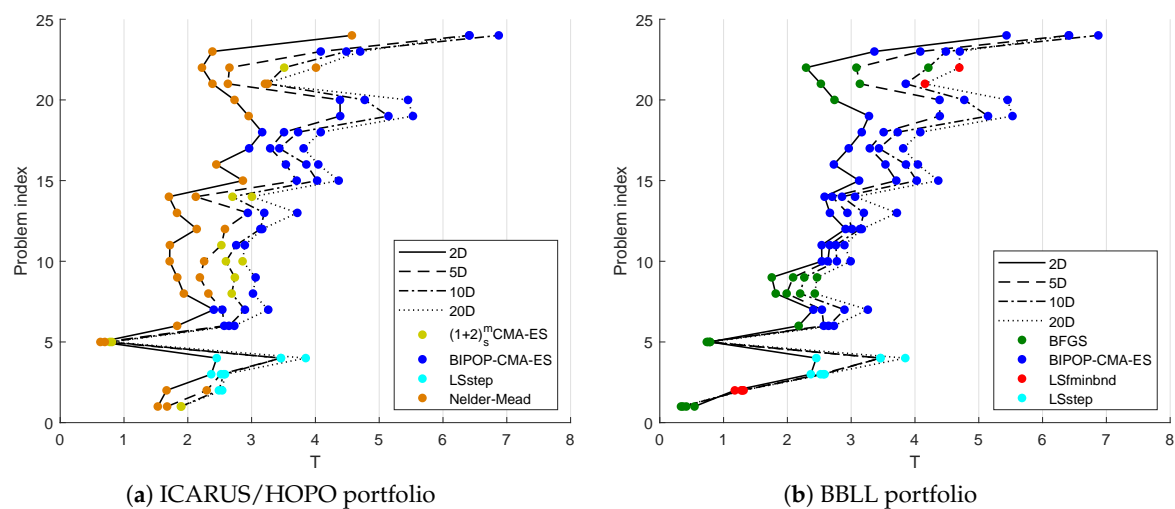 25
20
15
10
5
0
Problem index
0 1 2 3 4 5 6 7 8
T
2D
5D
10D
20D
(1+2)ₛᵐCMA-ES
BIPOP-CMA-ES
LSstep
Nelder-Mead
(a) ICARUS/HOPO portfolio
25
20
15
10
5
0
Problem index
0 1 2 3 4 5 6 7 8
T
2D
5D
10D
20D
BFGS
BIPOP-CMA-ES
LSfminbnd
LSstep
(b) BBLL portfolio